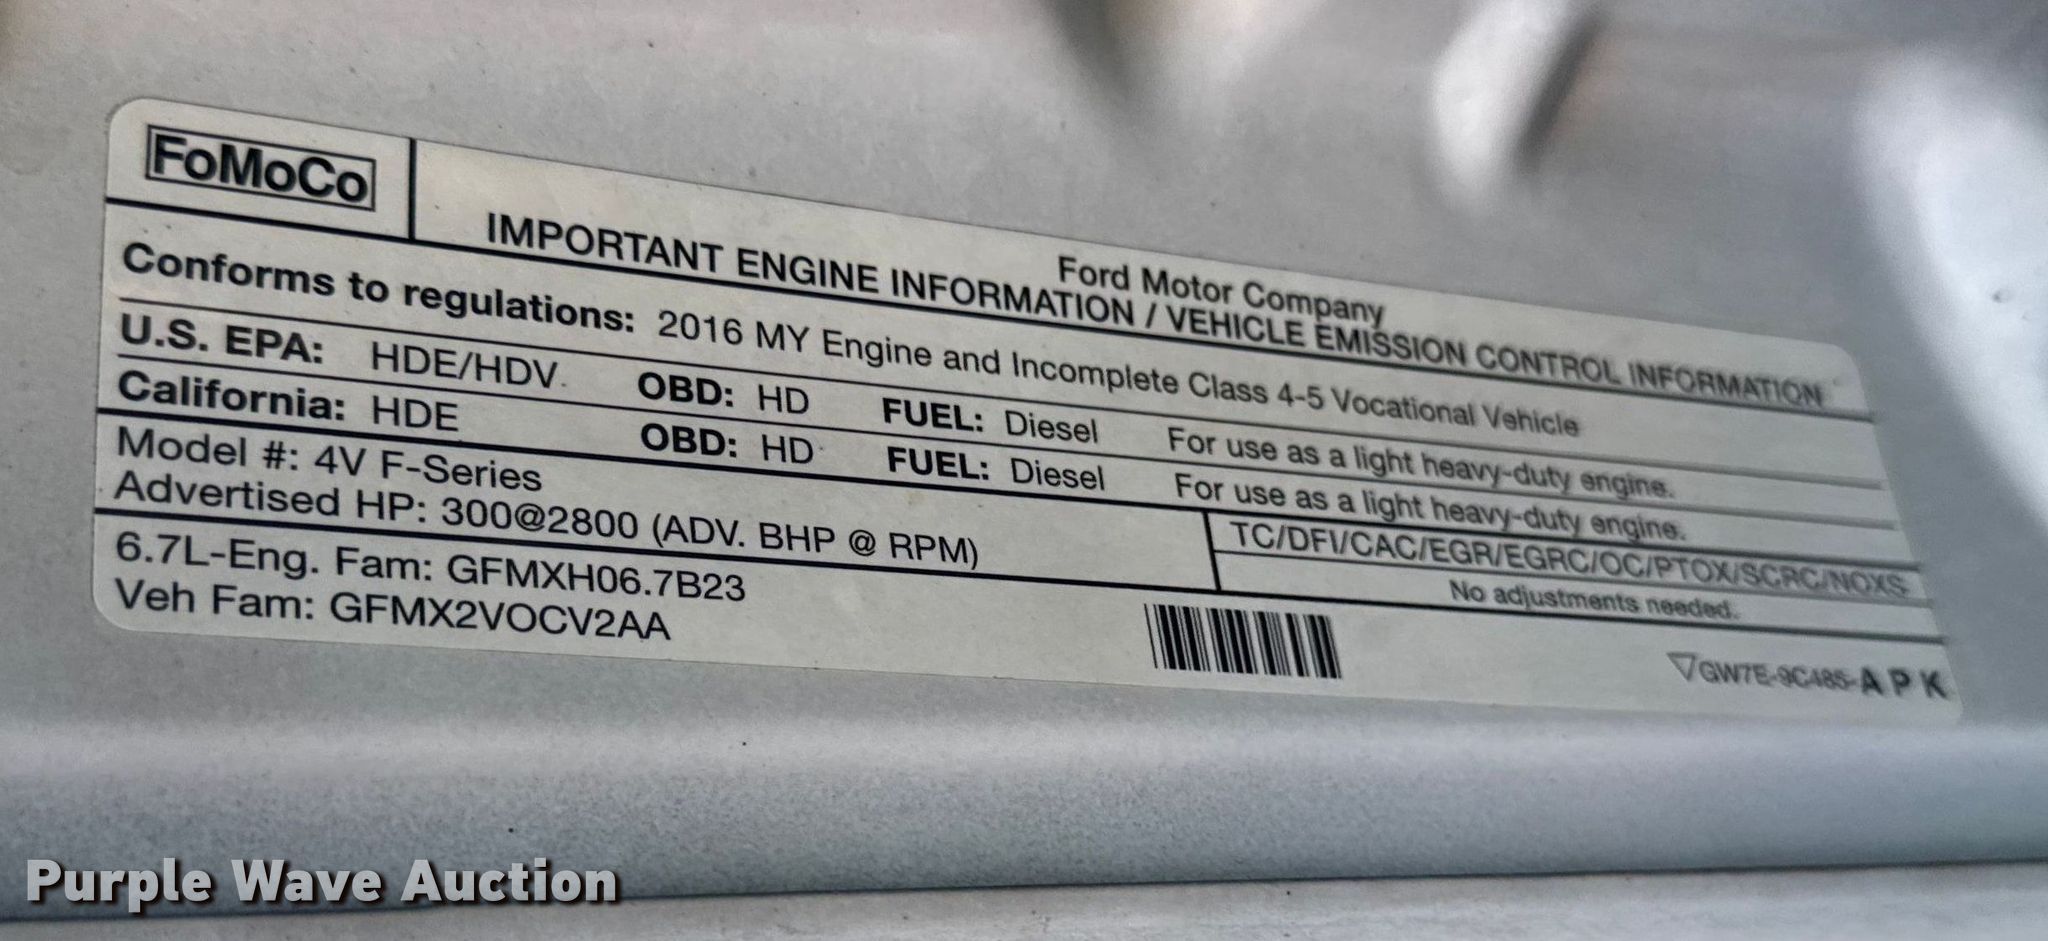 FoMoCo
Ford Motor Company
IMPORTANT ENGINE INFORMATION / VEHICLE EMISSION CONTROL INFORMATION
Conforms to regulations: 2016 MY Engine and Incomplete Class 4-5 Vocational Vehicle
U.S. EPA: HDE/HDV OBD: HD FUEL: Diesel For use as a light heavy-duty engine.
California: HDE OBD: HD FUEL: Diesel For use as a light heavy-duty engine.
Model #: 4V F-Series
Advertised HP: 300@2800 (ADV. BHP @ RPM)
TC/DFI/CAC/EGR/EGRC/OC/PTOX/SCRC/NOXS
No adjustments needed.
6.7L-Eng. Fam: GFMXH06.7B23
Veh Fam: GFMX2VOCV2AA
▽GW7E-9C485-A P K
Purple Wave Auction